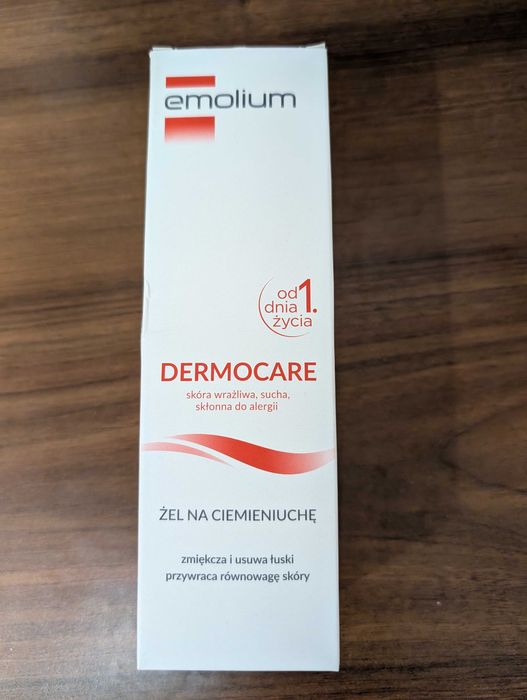 emolium
od 1.
dnia
życia
DERMOCARE
skóra wrażliwa, sucha,
skłonna do alergii
ŻEL NA CIEMIENIUCHĘ
zmiękcza i usuwa łuski
przywraca równowagę skóry